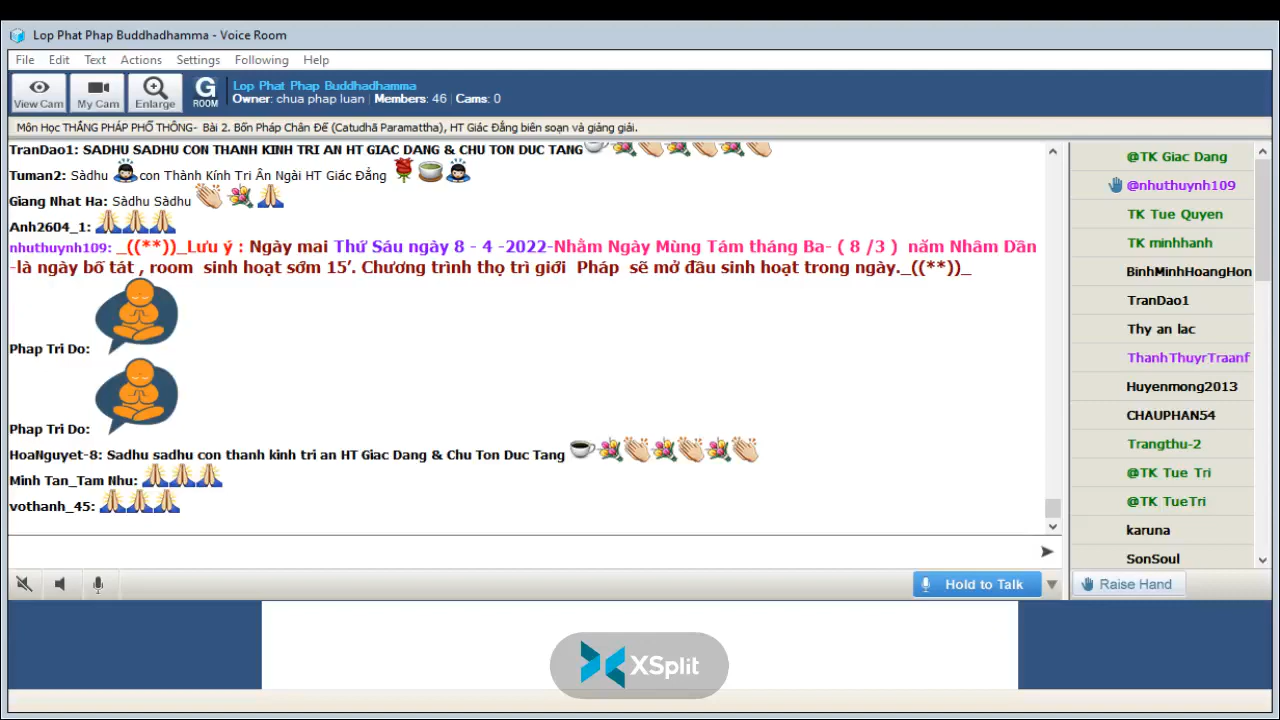 Lop Phat Phap Buddhadhamma - Voice Room
File Edit Text Actions Settings Following Help
View Cam My Cam Enlarge G ROOM
Lop Phat Phap Buddhadhamma
Owner: chua phap luan | Members: 46 | Cams: 0
Môn Học THẮNG PHÁP PHỔ THÔNG- Bài 2. Bốn Pháp Chân Đế (Catudhā Paramattha), HT Giác Đẳng biên soạn và giảng giải.
TranDao1: SADHU SADHU CON THANH KINH TRI AN HT GIAC DANG & CHU TON DUC TANG
Tuman2: Sàdhu con Thành Kính Tri Ân Ngài HT Giác Đẳng
Giang Nhat Ha: Sàdhu Sàdhu
Anh2604_1:
nhuthuynh109: _((**))_Lưu ý : Ngày mai Thứ Sáu ngày 8 - 4 -2022-Nhằm Ngày Mùng Tám tháng Ba- ( 8 /3 ) năm Nhâm Dần
-là ngày bố tát , room sinh hoạt sớm 15’. Chương trình thọ trì giới Pháp sẽ mở đầu sinh hoạt trong ngày._((**))_
Phap Tri Do:
Phap Tri Do:
HoaNguyet-8: Sadhu sadhu con thanh kinh tri an HT Giac Dang & Chu Ton Duc Tang
Minh Tan_Tam Nhu:
vothanh_45:
@TK Giac Dang
@nhuthuynh109
TK Tue Quyen
TK minhhanh
BinhMinhHoangHon
TranDao1
Thy an lac
ThanhThuyrTraanf
Huyenmong2013
CHAUPHAN54
Trangthu-2
@TK Tue Tri
@TK TueTri
karuna
SonSoul
Hold to Talk
Raise Hand
XSplit